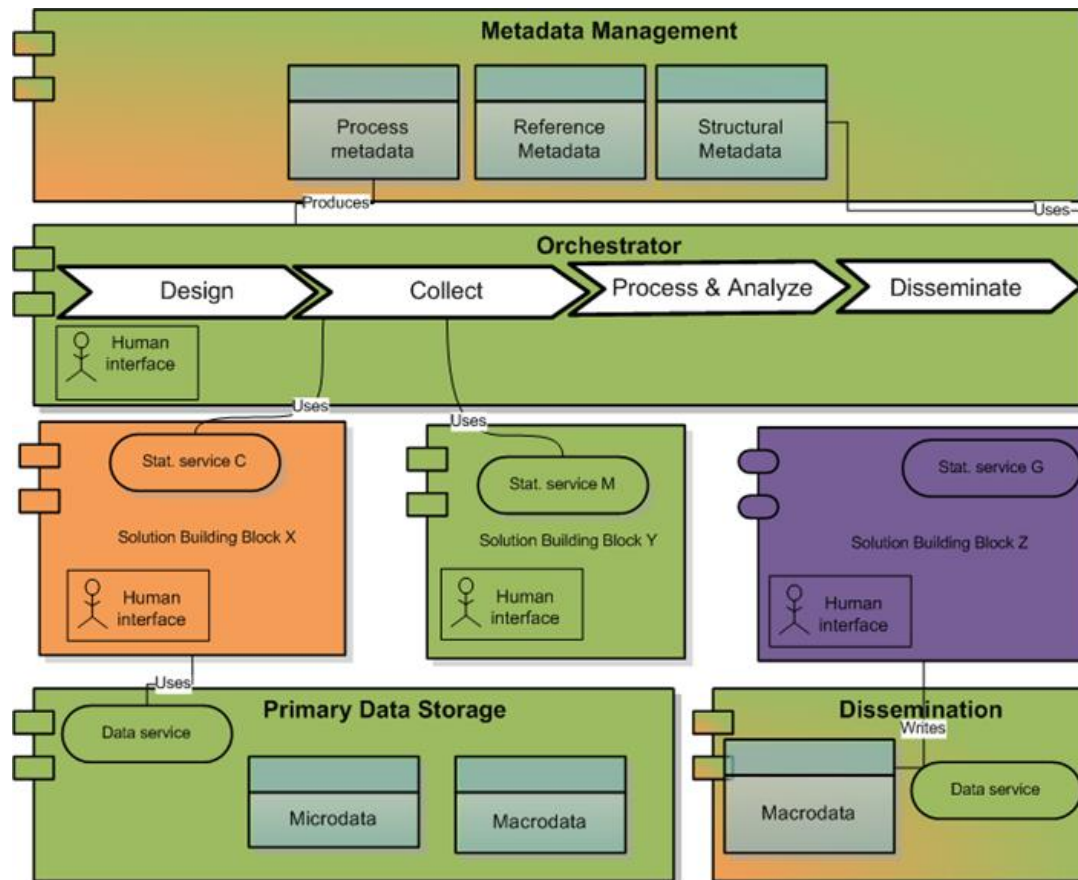 Metadata Management
Process
metadata
Reference
Metadata
Structural
Metadata
Produces
Uses
Orchestrator
Design
Collect
Process & Analyze
Disseminate
Human
interface
Uses
Uses
Stat. service C
Stat. service M
Stat. service G
Solution Building Block X
Solution Building Block Y
Solution Building Block Z
Human
interface
Human
interface
Human
interface
Uses
Primary Data Storage
Data service
Microdata
Macrodata
Dissemination
Writes
Macrodata
Data service